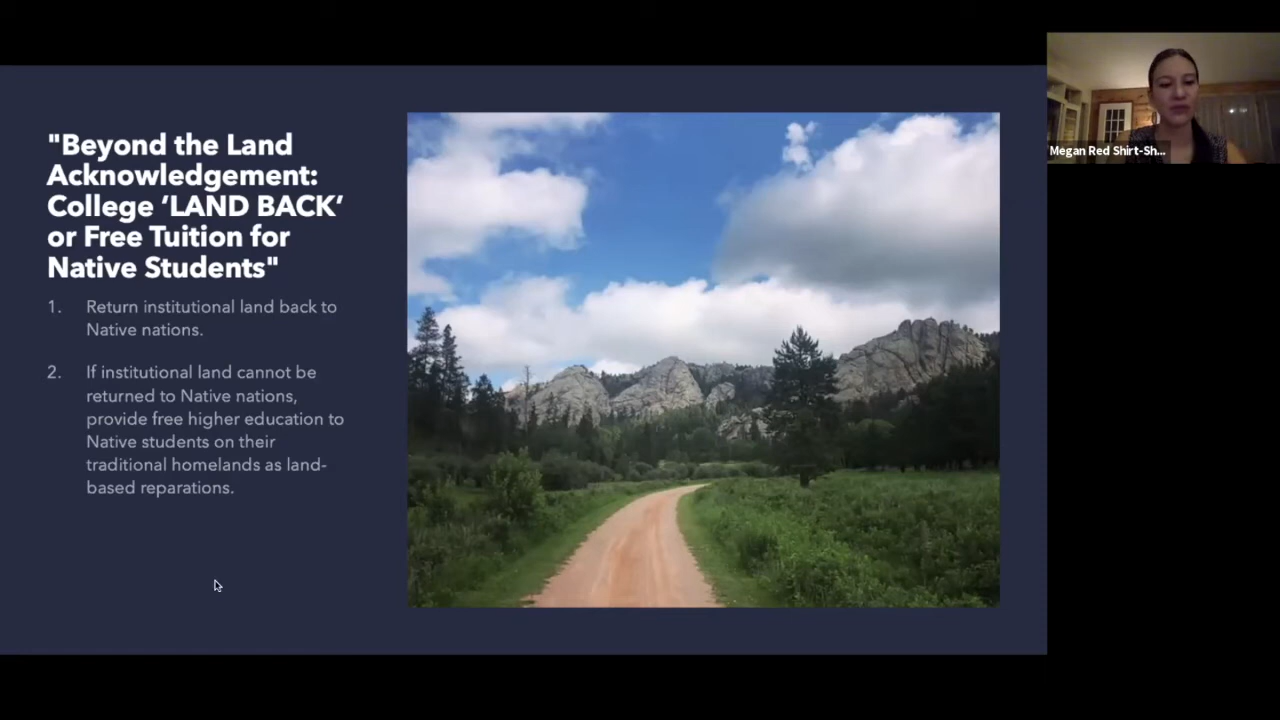 "Beyond the Land
Acknowledgement:
College ‘LAND BACK’
or Free Tuition for
Native Students"
1. Return institutional land back to
Native nations.
2. If institutional land cannot be
returned to Native nations,
provide free higher education to
Native students on their
traditional homelands as land-
based reparations.
Megan Red Shirt-Sh...